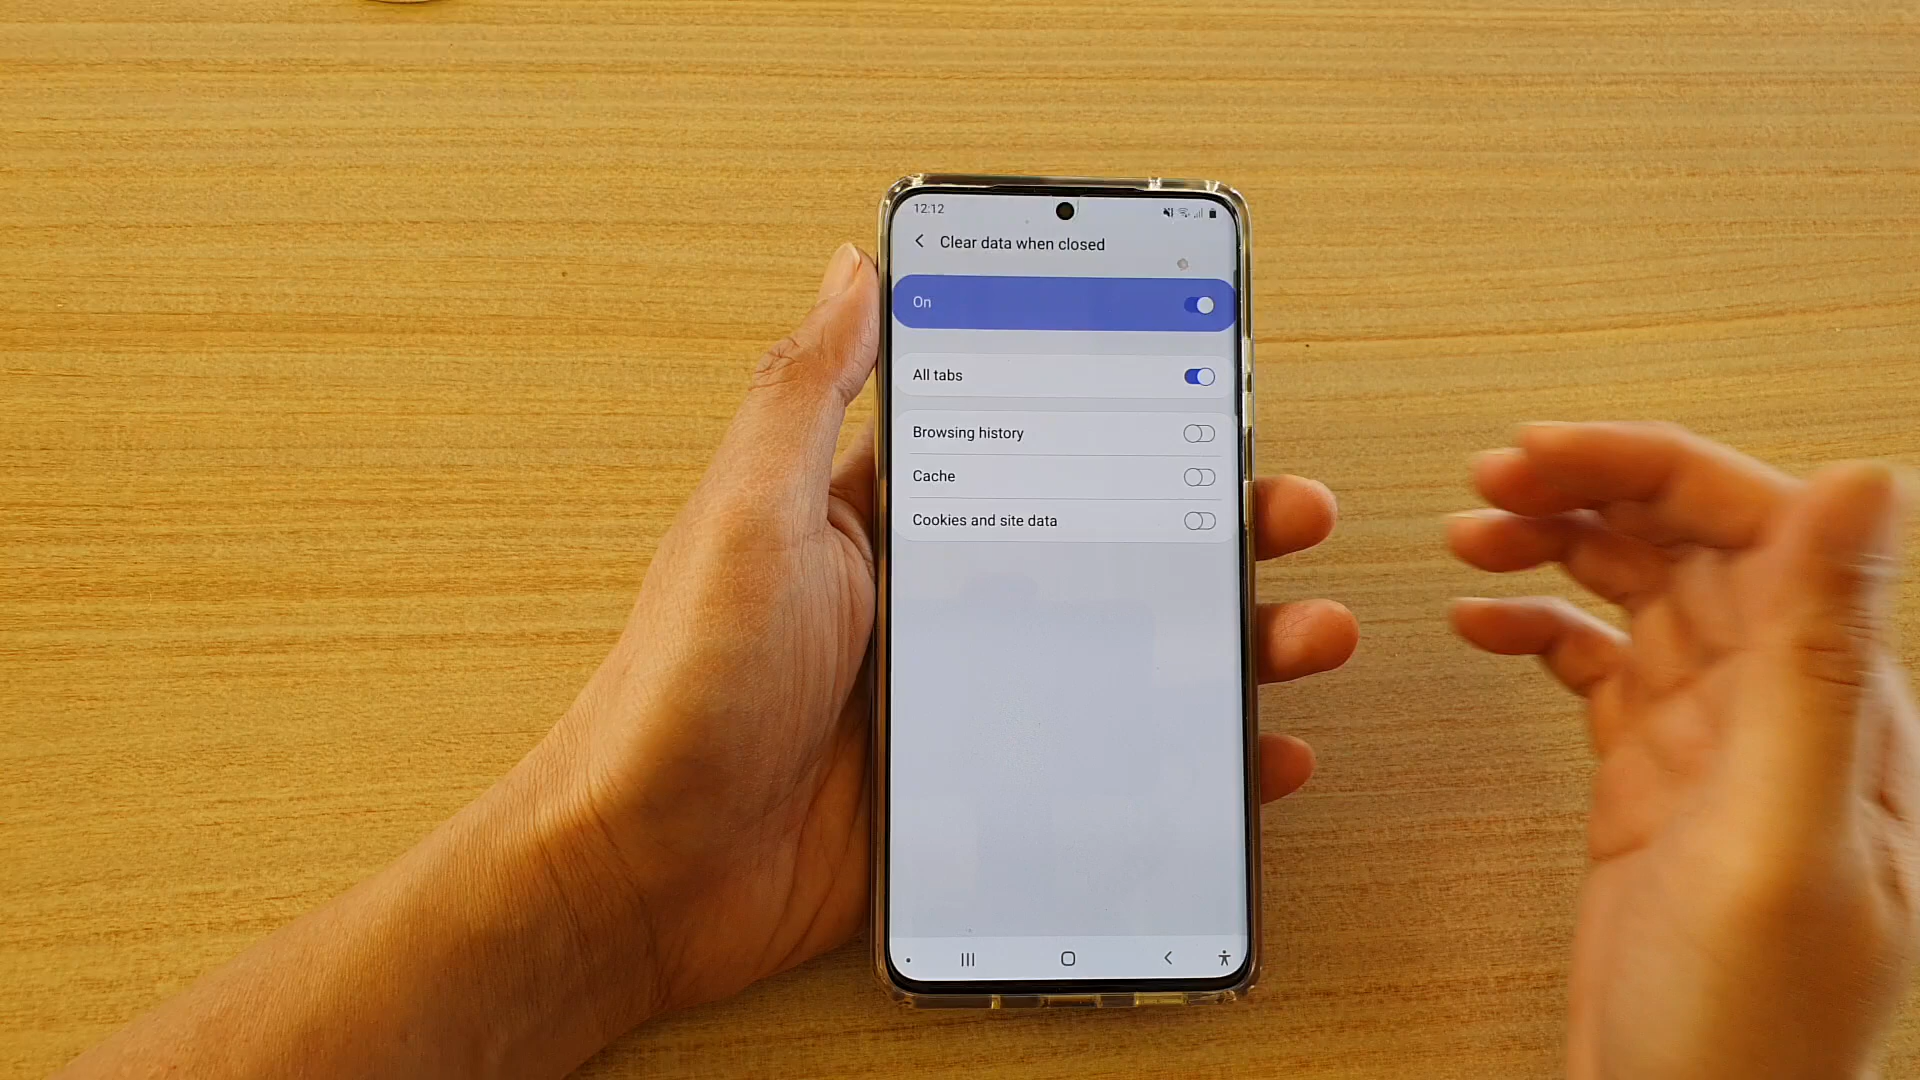 12:12
Clear data when closed
On
All tabs
Browsing history
Cache
Cookies and site data